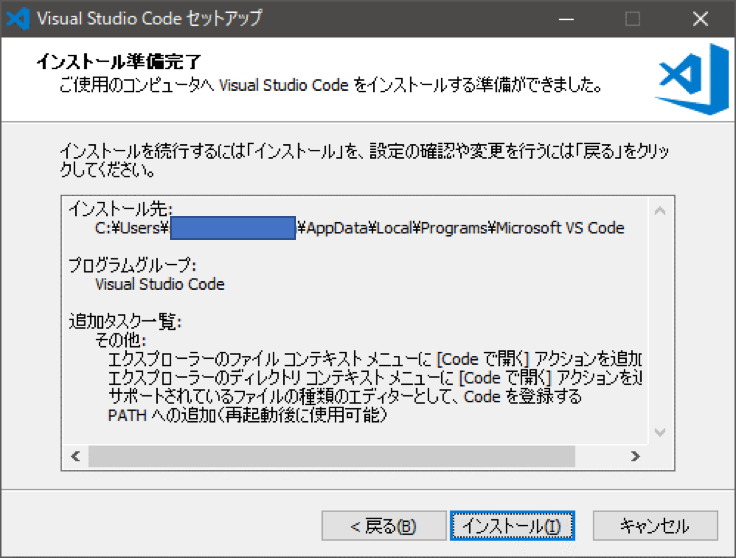 Visual Studio Code セットアップ
インストール準備完了
ご使用のコンピュータへ Visual Studio Code をインストールする準備ができました。
インストールを続行するには「インストール」を、設定の確認や変更を行うには「戻る」をクリッ
クしてください。
インストール先:
C:¥Users¥ ¥AppData¥Local¥Programs¥Microsoft VS Code
プログラムグループ:
Visual Studio Code
追加タスク一覧:
その他:
エクスプローラーのファイル コンテキスト メニューに [Code で開く] アクションを追加
エクスプローラーのディレクトリ コンテキスト メニューに [Code で開く] アクションを
サポートされているファイルの種類のエディターとして、Code を登録する
PATH への追加(再起動後に使用可能)
< 戻る(B) インストール(I) キャンセル